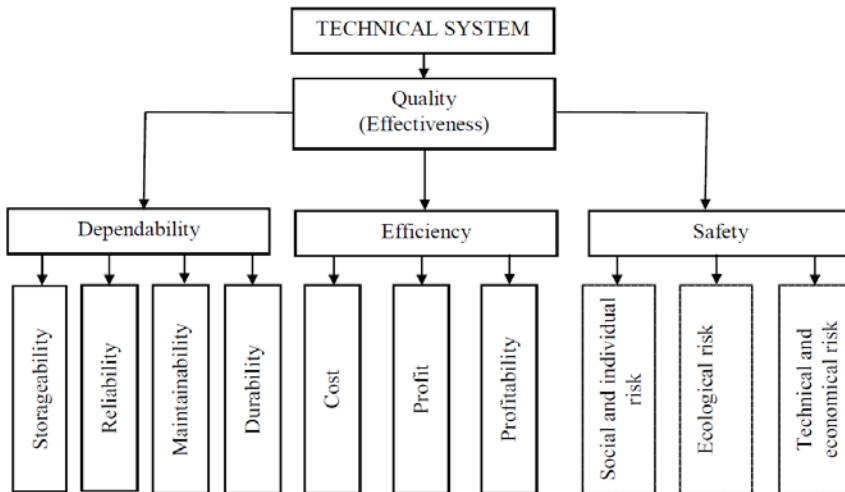 TECHNICAL SYSTEM
Quality
(Effectiveness)
Dependability
Efficiency
Safety
Storageability
Reliability
Maintainability
Durability
Cost
Profit
Profitability
Social and individual
risk
Ecological risk
Technical and
economical risk